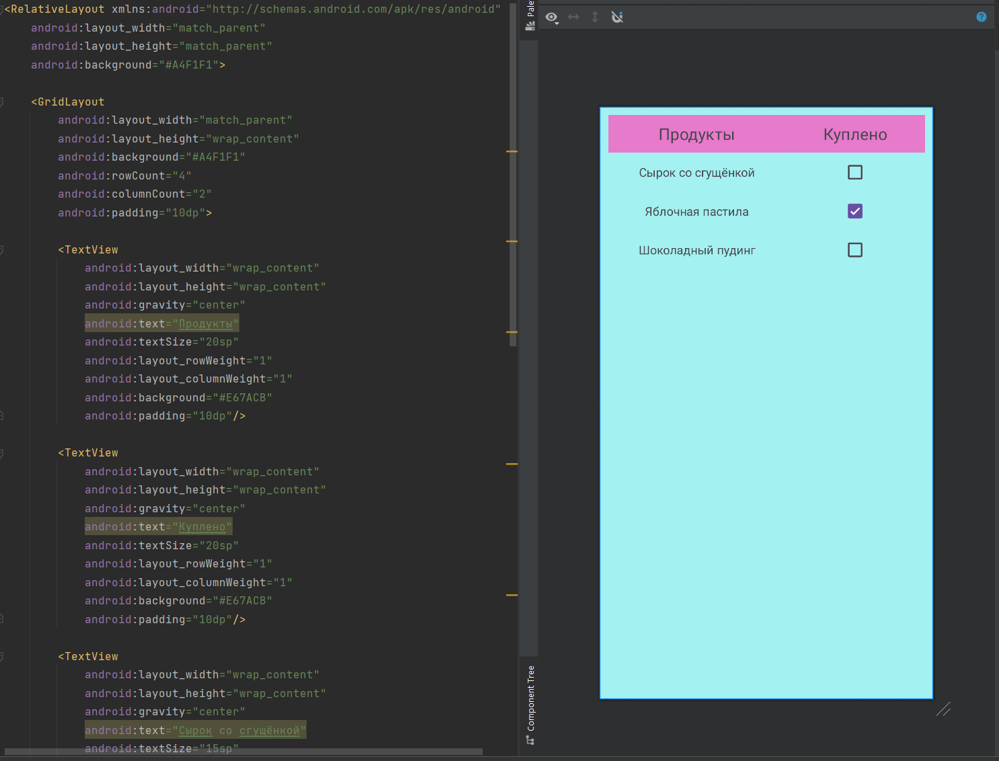 <RelativeLayout xmlns:android="http://schemas.android.com/apk/res/android"
android:layout_width="match_parent"
android:layout_height="match_parent"
android:background="#A4F1F1">
<GridLayout
android:layout_width="match_parent"
android:layout_height="wrap_content"
android:background="#A4F1F1"
android:rowCount="4"
android:columnCount="2"
android:padding="10dp">
<TextView
android:layout_width="wrap_content"
android:layout_height="wrap_content"
android:gravity="center"
android:text="Продукты"
android:textSize="20sp"
android:layout_rowWeight="1"
android:layout_columnWeight="1"
android:background="#E67ACB"
android:padding="10dp"/>
<TextView
android:layout_width="wrap_content"
android:layout_height="wrap_content"
android:gravity="center"
android:text="Куплено"
android:textSize="20sp"
android:layout_rowWeight="1"
android:layout_columnWeight="1"
android:background="#E67ACB"
android:padding="10dp"/>
<TextView
android:layout_width="wrap_content"
android:layout_height="wrap_content"
android:gravity="center"
android:text="Сырок со сгущёнкой"
android:textSize="15sp"
Pale
Component Tree
?
Продукты Куплено
Сырок со сгущёнкой
Яблочная пастила
Шоколадный пудинг